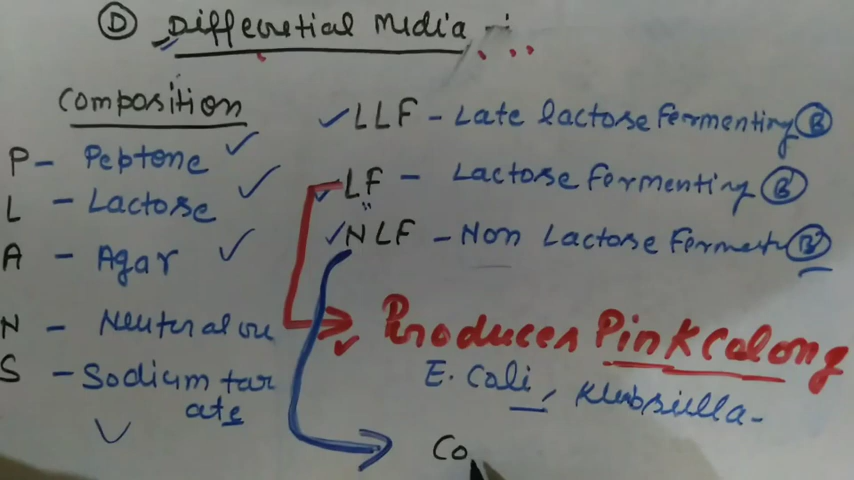 D Differetial Media :
Composition
P - Peptone
L - Lactose
A - Agar
N - Neutral
S - Sodium tar
ate
LLF - Late lactose fermenting B
LF - Lactose fermenting B
NLF - Non Lactose Ferment B
Produces Pink Colony
E. Coli, Klebsiella -
Co